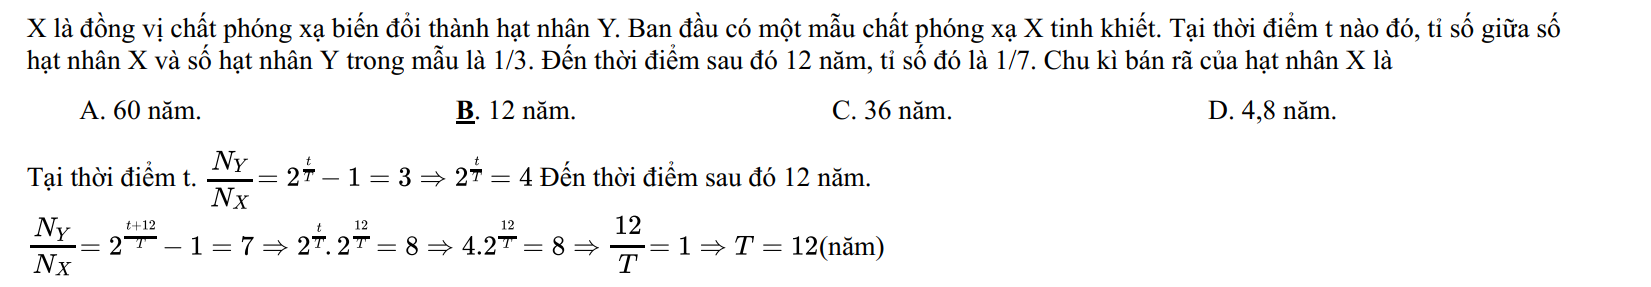 X là đồng vị chất phóng xạ biến đổi thành hạt nhân Y. Ban đầu có một mẫu chất phóng xạ X tinh khiết. Tại thời điểm t nào đó, tỉ số giữa số
hạt nhân X và số hạt nhân Y trong mẫu là 1/3. Đến thời điểm sau đó 12 năm, tỉ số đó là 1/7. Chu kì bán rã của hạt nhân X là
A. 60 năm. B. 12 năm. C. 36 năm. D. 4,8 năm.
Tại thời điểm t. \frac{N_Y}{N_X} = 2^{\frac{t}{T}} − 1 = 3 ⇒ 2^{\frac{t}{T}} = 4 Đến thời điểm sau đó 12 năm.
\frac{N_Y}{N_X} = 2^{\frac{t+12}{T}} − 1 = 7 ⇒ 2^{\frac{t}{T}}.2^{\frac{12}{T}} = 8 ⇒ 4.2^{\frac{12}{T}} = 8 ⇒ \frac{12}{T} = 1 ⇒ T = 12(năm)